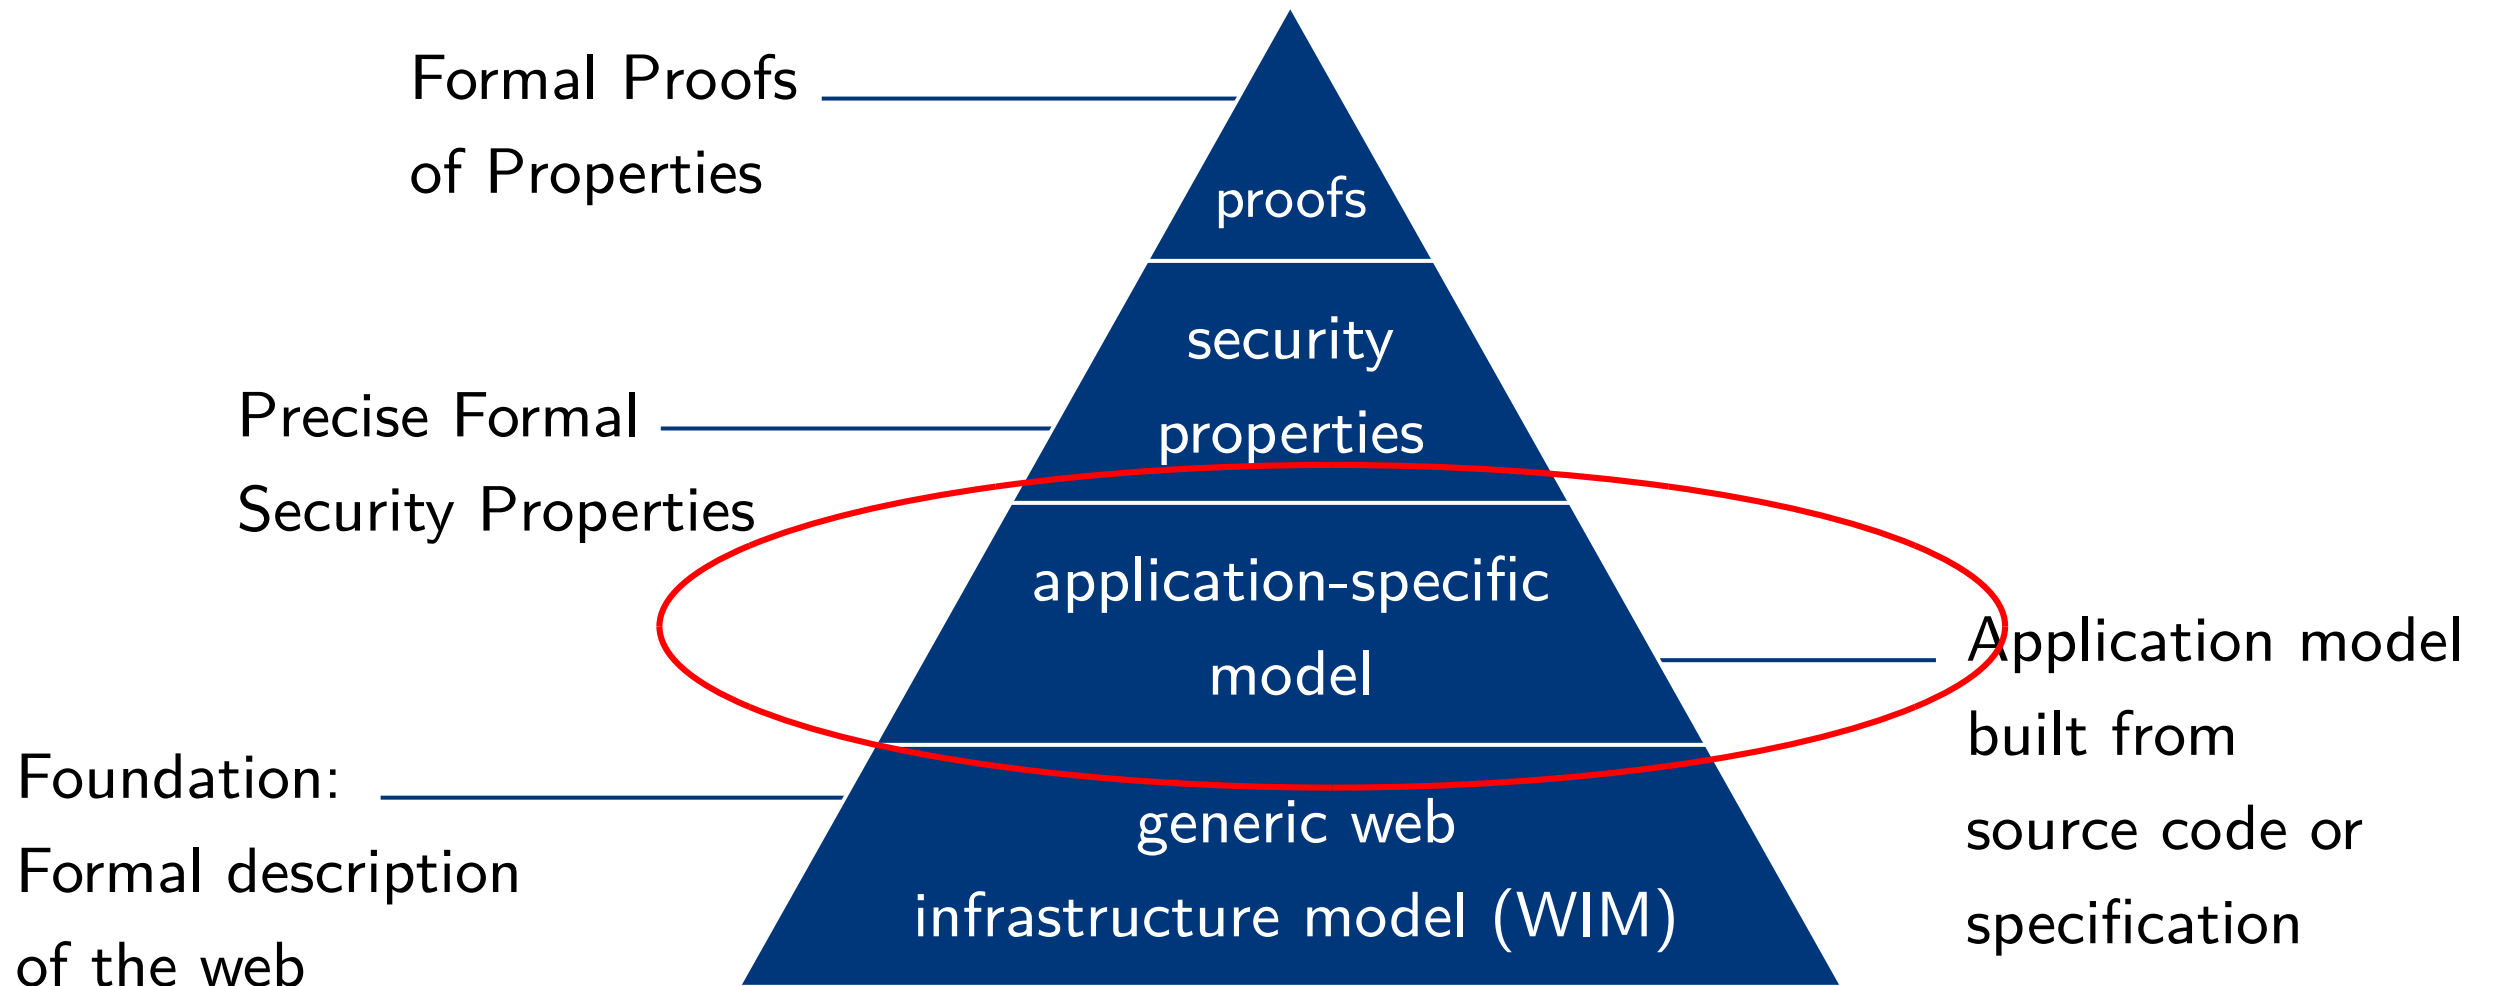 Formal Proofs
of Properties
proofs
security
properties
Precise Formal
Security Properties
application-specific
model
Application model
built from
source code or
specification
Foundation:
Formal description
of the web
generic web
infrastructure model (WIM)